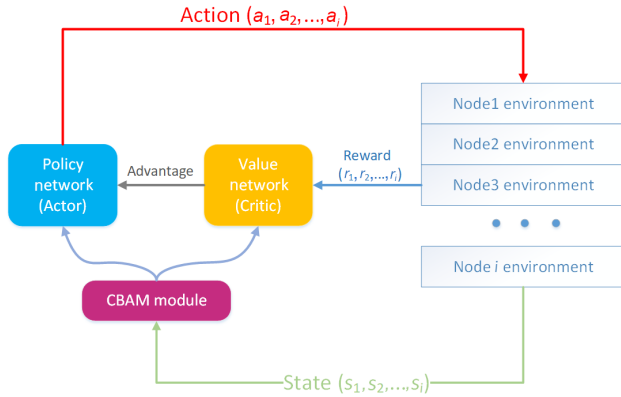 Action (a₁, a₂,...,aᵢ)
Node1 environment
Node2 environment
Node3 environment
Node i environment
Policy
network
(Actor)
Advantage
Value
network
(Critic)
Reward
(r₁, r₂,...,rᵢ)
CBAM module
State (s₁, s₂,...,sᵢ)